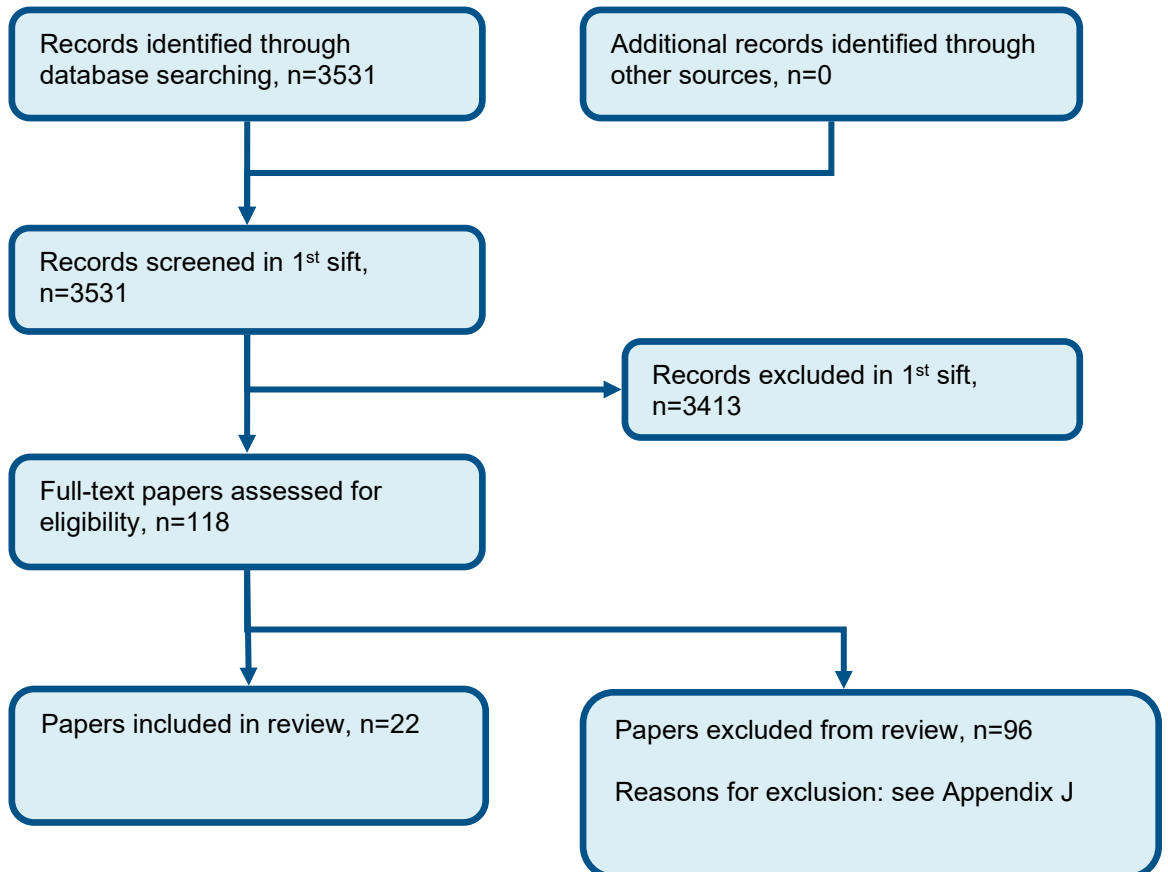 Records identified through
database searching, n=3531
Additional records identified through
other sources, n=0
Records screened in 1st sift,
n=3531
Records excluded in 1st sift,
n=3413
Full-text papers assessed for
eligibility, n=118
Papers included in review, n=22
Papers excluded from review, n=96
Reasons for exclusion: see Appendix J